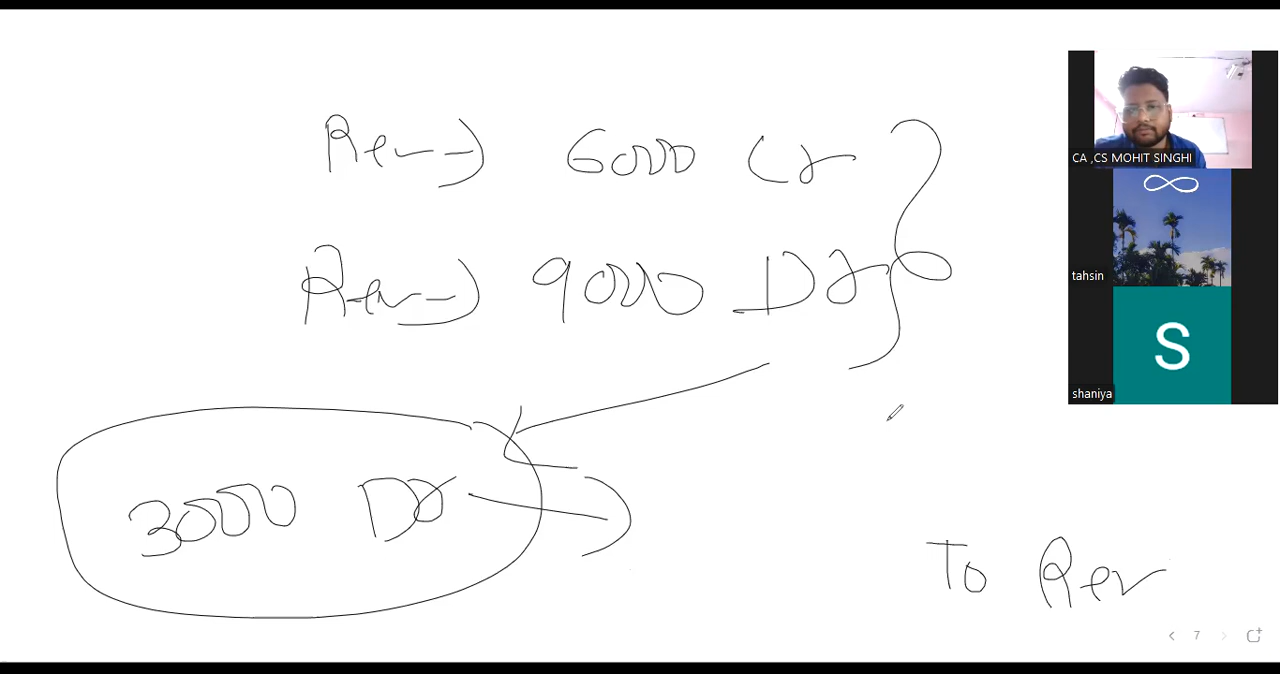 Rev → 6000 Cr
Rev → 9000 Dr
3000 Dr →
To Rev
CA ,CS MOHIT SINGHI
tahsin
S
shaniya
7